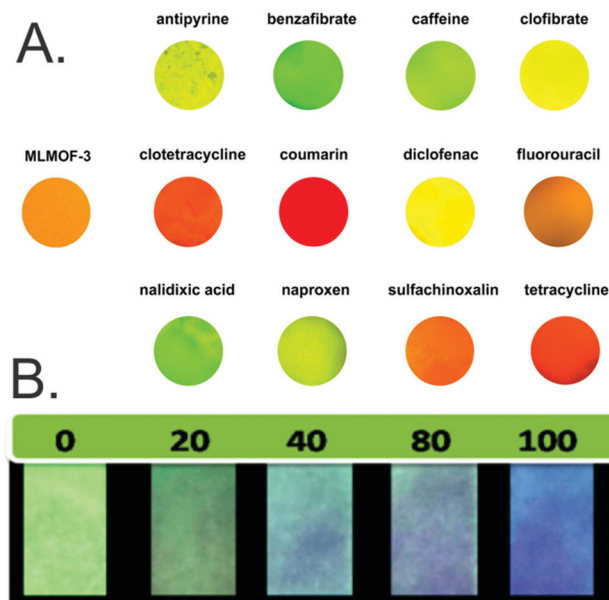 A.
antipyrine benzafibrate caffeine clofibrate
MLMOF-3 clotetracycline coumarin diclofenac fluorouracil
nalidixic acid naproxen sulfachinoxalin tetracycline
B.
0 20 40 80 100